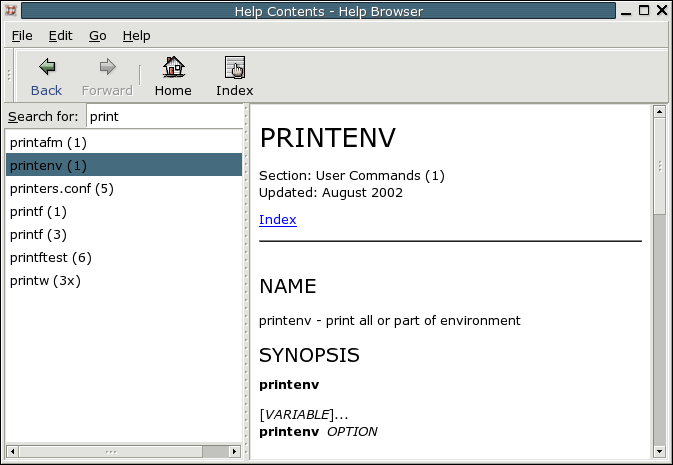 Help Contents - Help Browser
File Edit Go Help
Back Forward Home Index
Search for: print
printafm (1)
printenv (1)
printers.conf (5)
printf (1)
printf (3)
printftest (6)
printw (3x)
PRINTENV
Section: User Commands (1)
Updated: August 2002
Index
NAME
printenv - print all or part of environment
SYNOPSIS
printenv
[VARIABLE]...
printenv OPTION